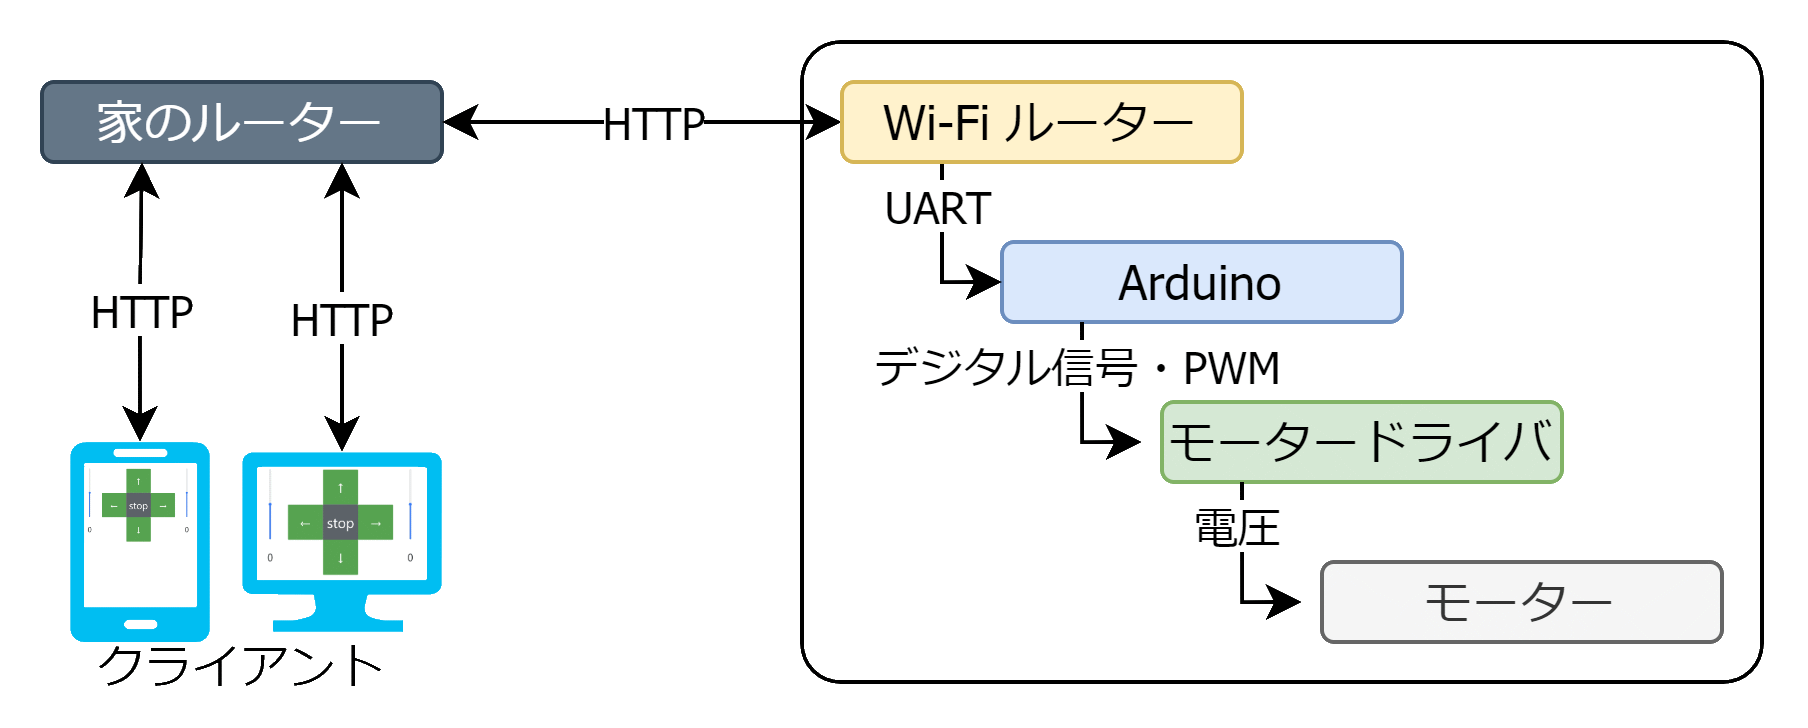 家のルーター
HTTP
Wi-Fi ルーター
UART
Arduino
HTTP
HTTP
デジタル信号・PWM
モータードライバ
電圧
モーター
↑
← stop →
↓
0 0
↑
← stop →
↓
0 0
クライアント